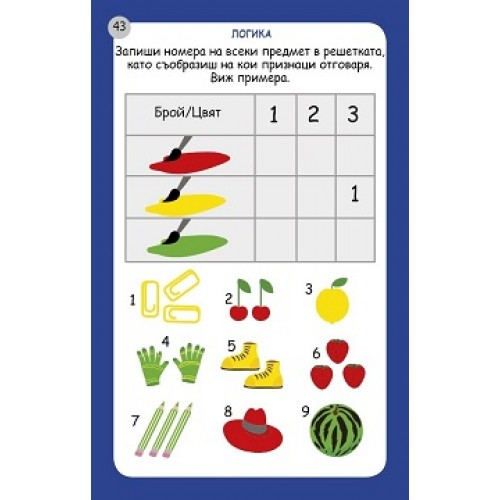 43
ЛОГИКА
Запиши номера на всеки предмет в решетката,
като съобразиш на кои признаци отговаря.
Виж примера.
Брой/Цвят 1 2 3
1
1 2 3
4 5 6
7 8 9